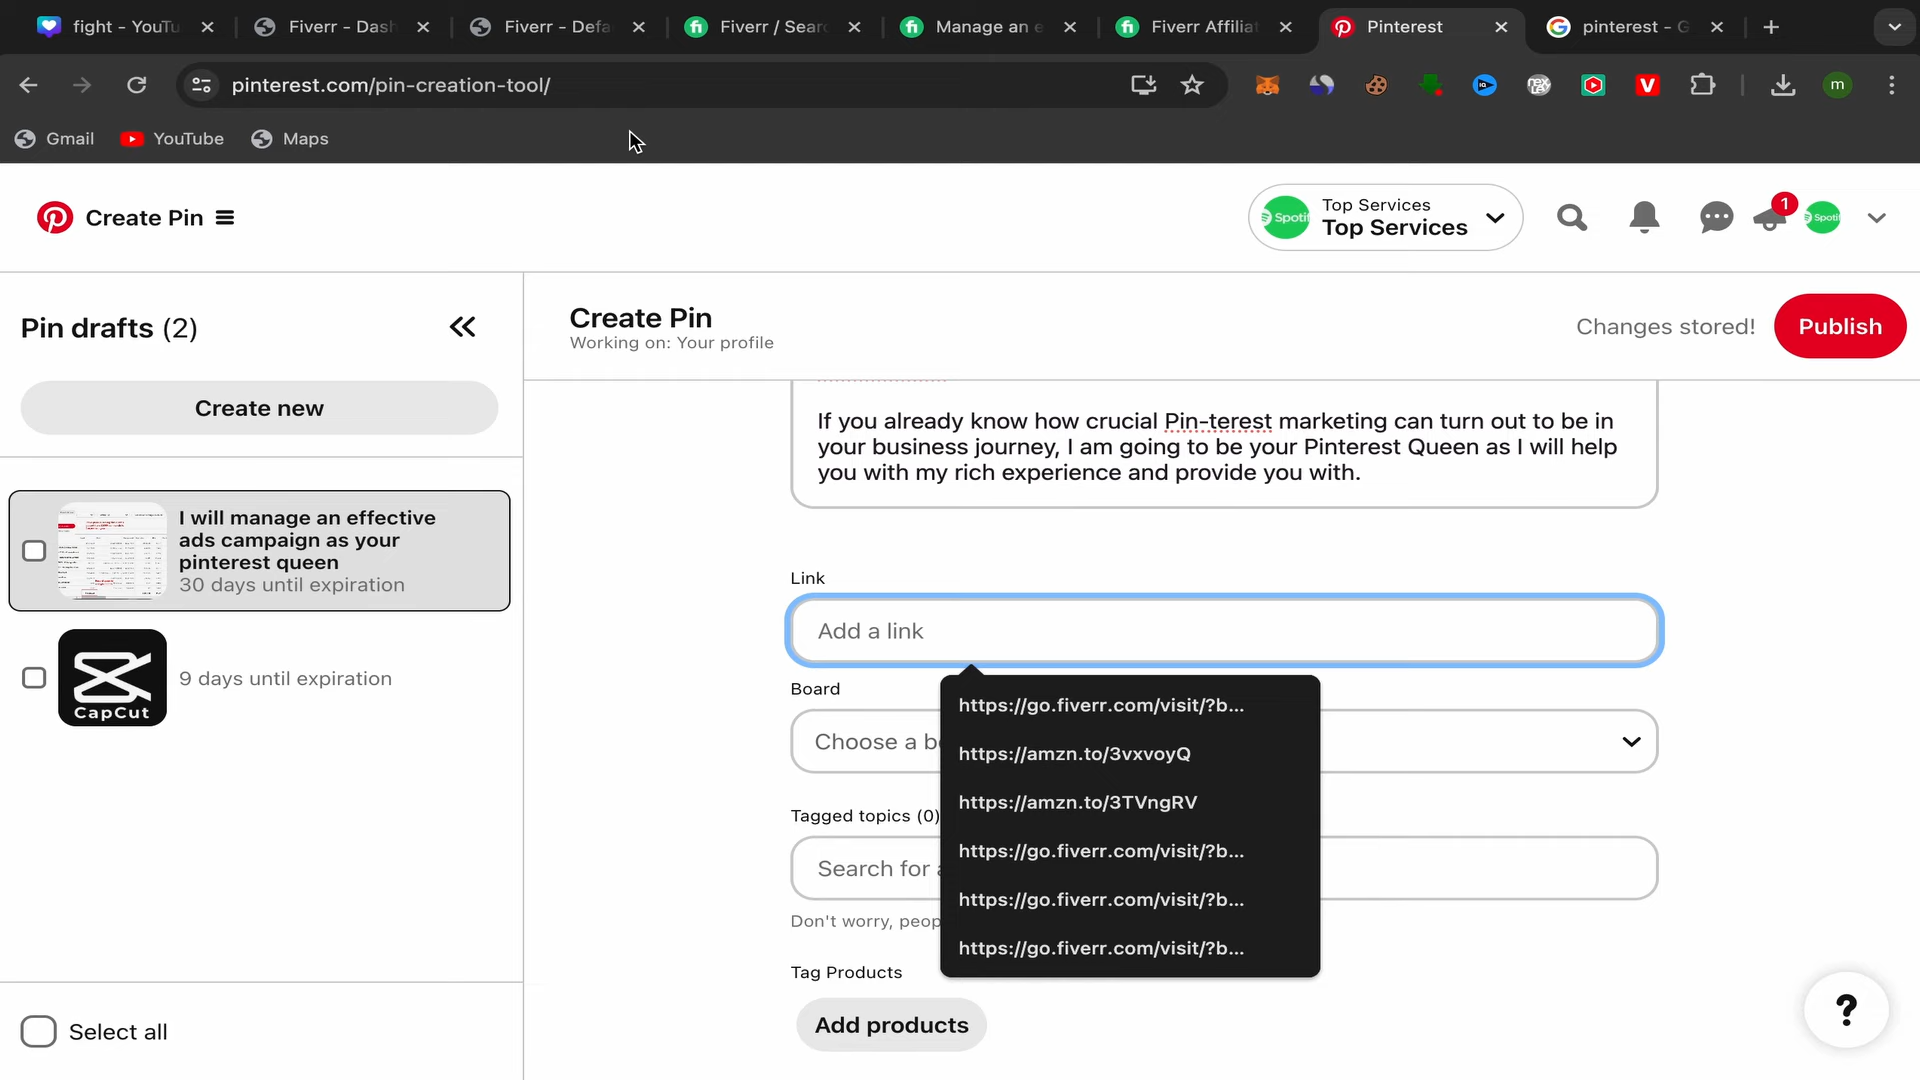 fight - YouTu
Fiverr - Dash
Fiverr - Defa
Fiverr / Sear
Manage an e
Fiverr Affiliat
Pinterest
pinterest - G
pinterest.com/pin-creation-tool/
m
Gmail
YouTube
Maps
Create Pin
Spotif
Top Services
Top Services
1
Spotif
Pin drafts (2)
Create Pin
Working on: Your profile
Changes stored!
Publish
Create new
If you already know how crucial Pin-terest marketing can turn out to be in
your business journey, I am going to be your Pinterest Queen as I will help
you with my rich experience and provide you with.
I will manage an effective
ads campaign as your
pinterest queen
30 days until expiration
CapCut
9 days until expiration
Link
Add a link
https://go.fiverr.com/visit/?b...
https://amzn.to/3vxvoyQ
https://amzn.to/3TVngRV
https://go.fiverr.com/visit/?b...
https://go.fiverr.com/visit/?b...
https://go.fiverr.com/visit/?b...
Board
Choose a b
Tagged topics (0)
Search for a
Don't worry, peop
Tag Products
Add products
Select all
?